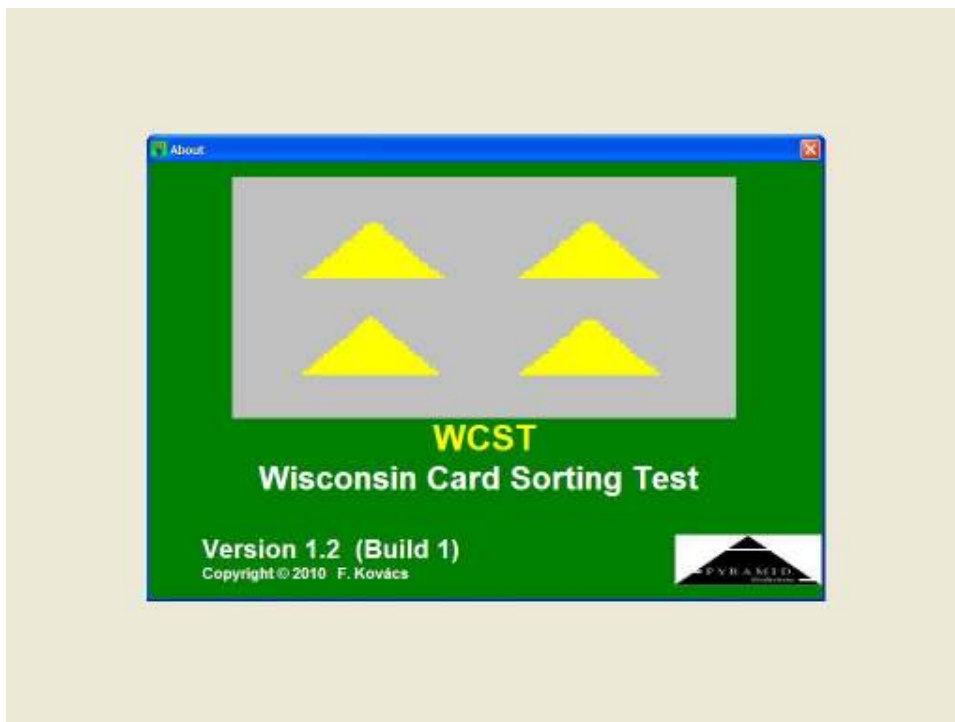 About
WCST
Wisconsin Card Sorting Test
Version 1.2 (Build 1)
Copyright © 2010 F. Kovács
PYRAMID